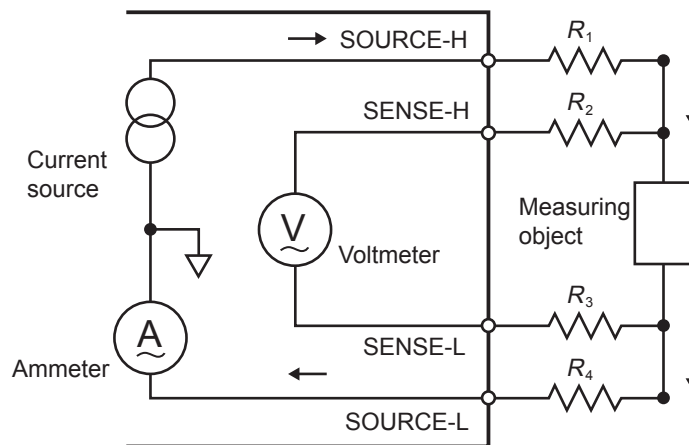 SOURCE-H
R1
SENSE-H
R2
Current
source
V
Voltmeter
Measuring
object
A
Ammeter
SENSE-L
R3
SOURCE-L
R4